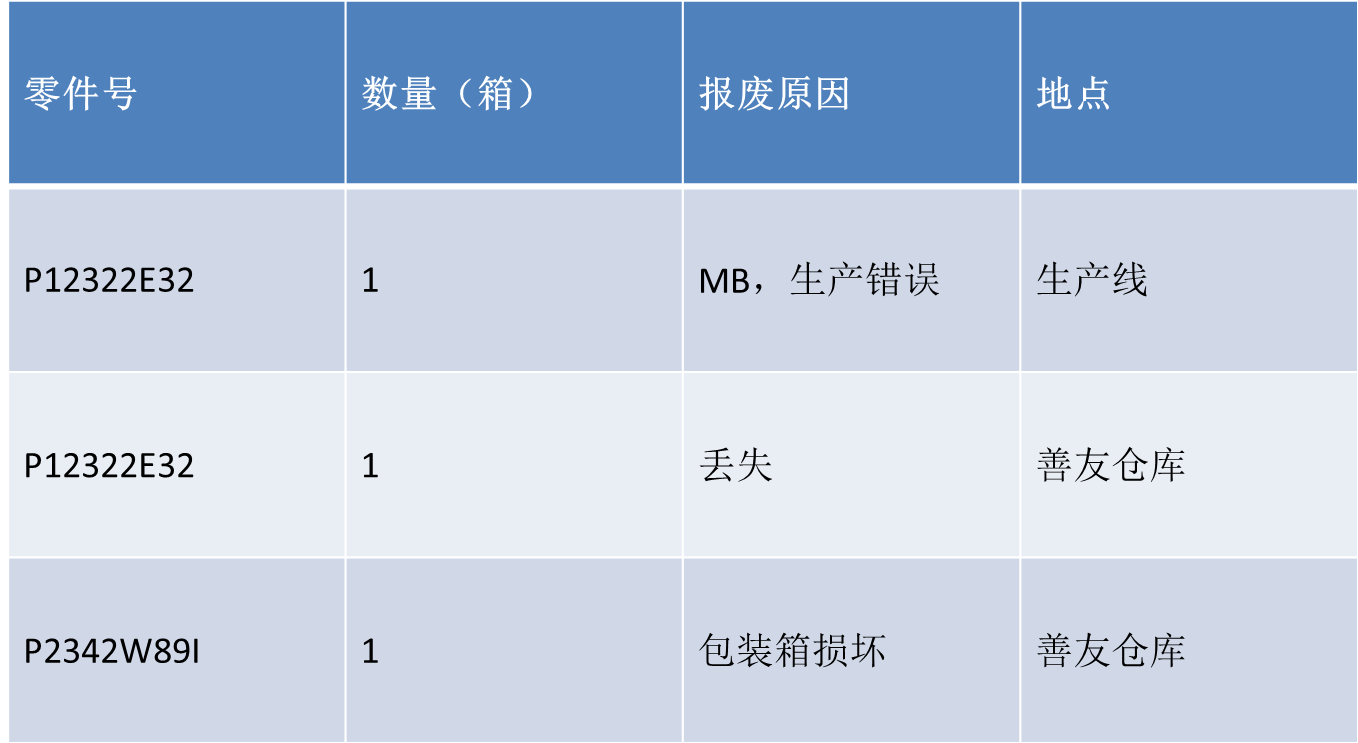 零件号 数量（箱） 报废原因 地点
P12322E32 1 MB，生产错误 生产线
P12322E32 1 丢失 善友仓库
P2342W89I 1 包装箱损坏 善友仓库